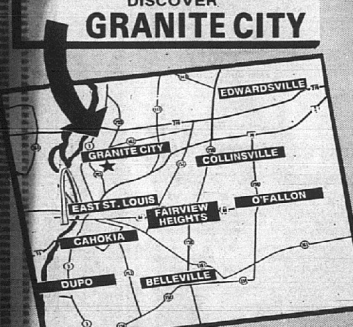 DISCOVER
GRANITE CITY
EDWARDSVILLE
GRANITE CITY
COLLINSVILLE
EAST ST. LOUIS
FAIRVIEW
HEIGHTS
O'FALLON
CAHOKIA
DUPO
BELLEVILLE